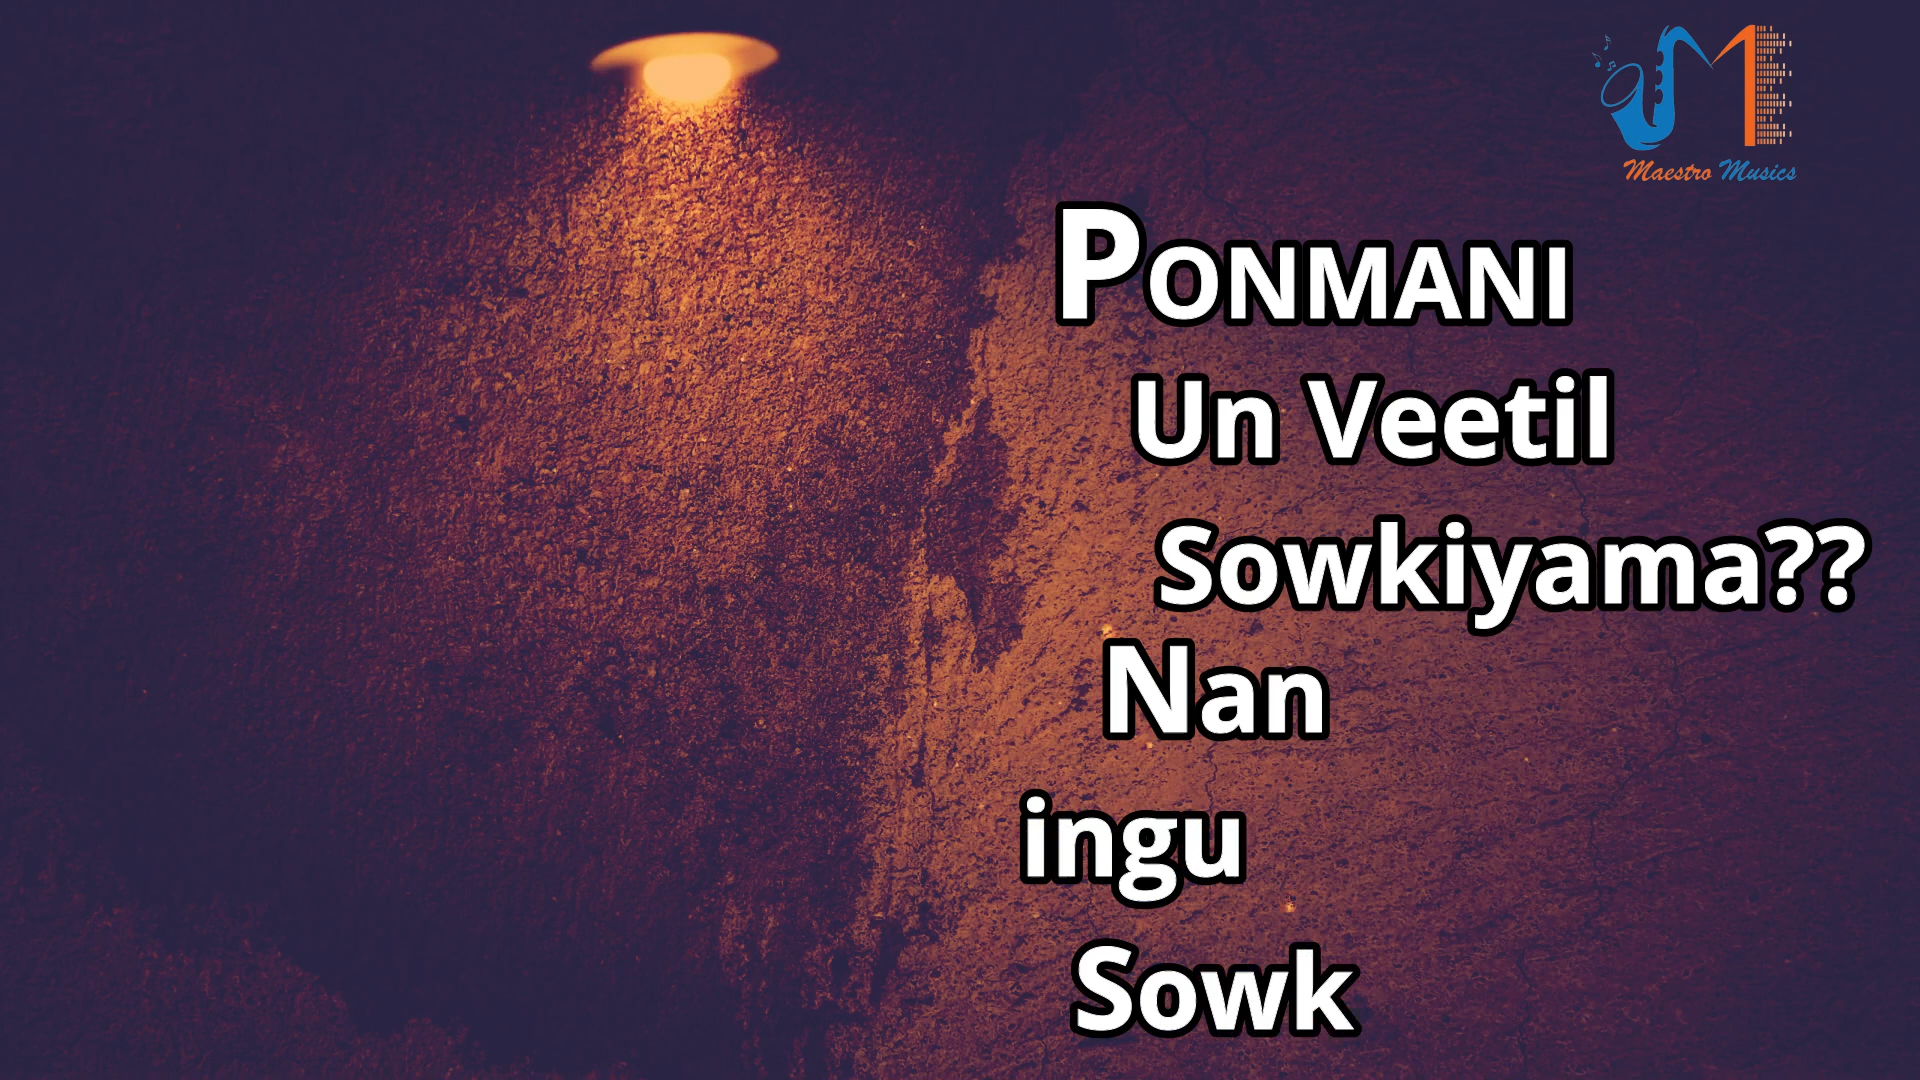 Maestro Musics
PONMANI
Un Veetil
Sowkiyama??
Nan
ingu
Sowk